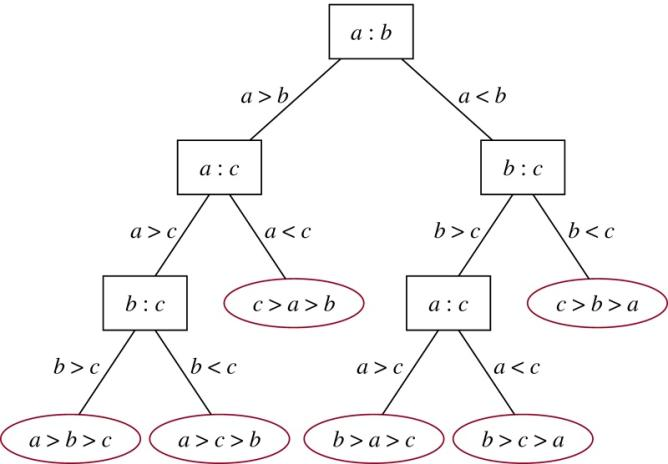 a : b
a > b
a < b
a : c
b : c
a > c
a < c
b > c
b < c
b : c
c > a > b
a : c
c > b > a
b > c
b < c
a > c
a < c
a > b > c
a > c > b
b > a > c
b > c > a